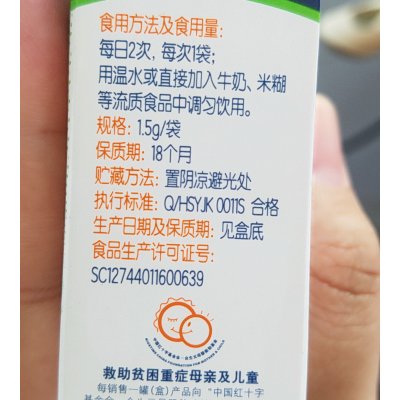 食用方法及食用量:
每日2次, 每次1袋;
用温水或直接加入牛奶、米糊
等流质食品中调匀饮用。
规格: 1.5g/袋
保质期: 18个月
贮藏方法: 置阴凉避光处
执行标准: Q/HSYJK 0011S 合格
生产日期及保质期: 见盒底
食品生产许可证号:
SC12744011600639
救助贫困重症母亲及儿童
每销售一罐(盒)产品向“中国红十字